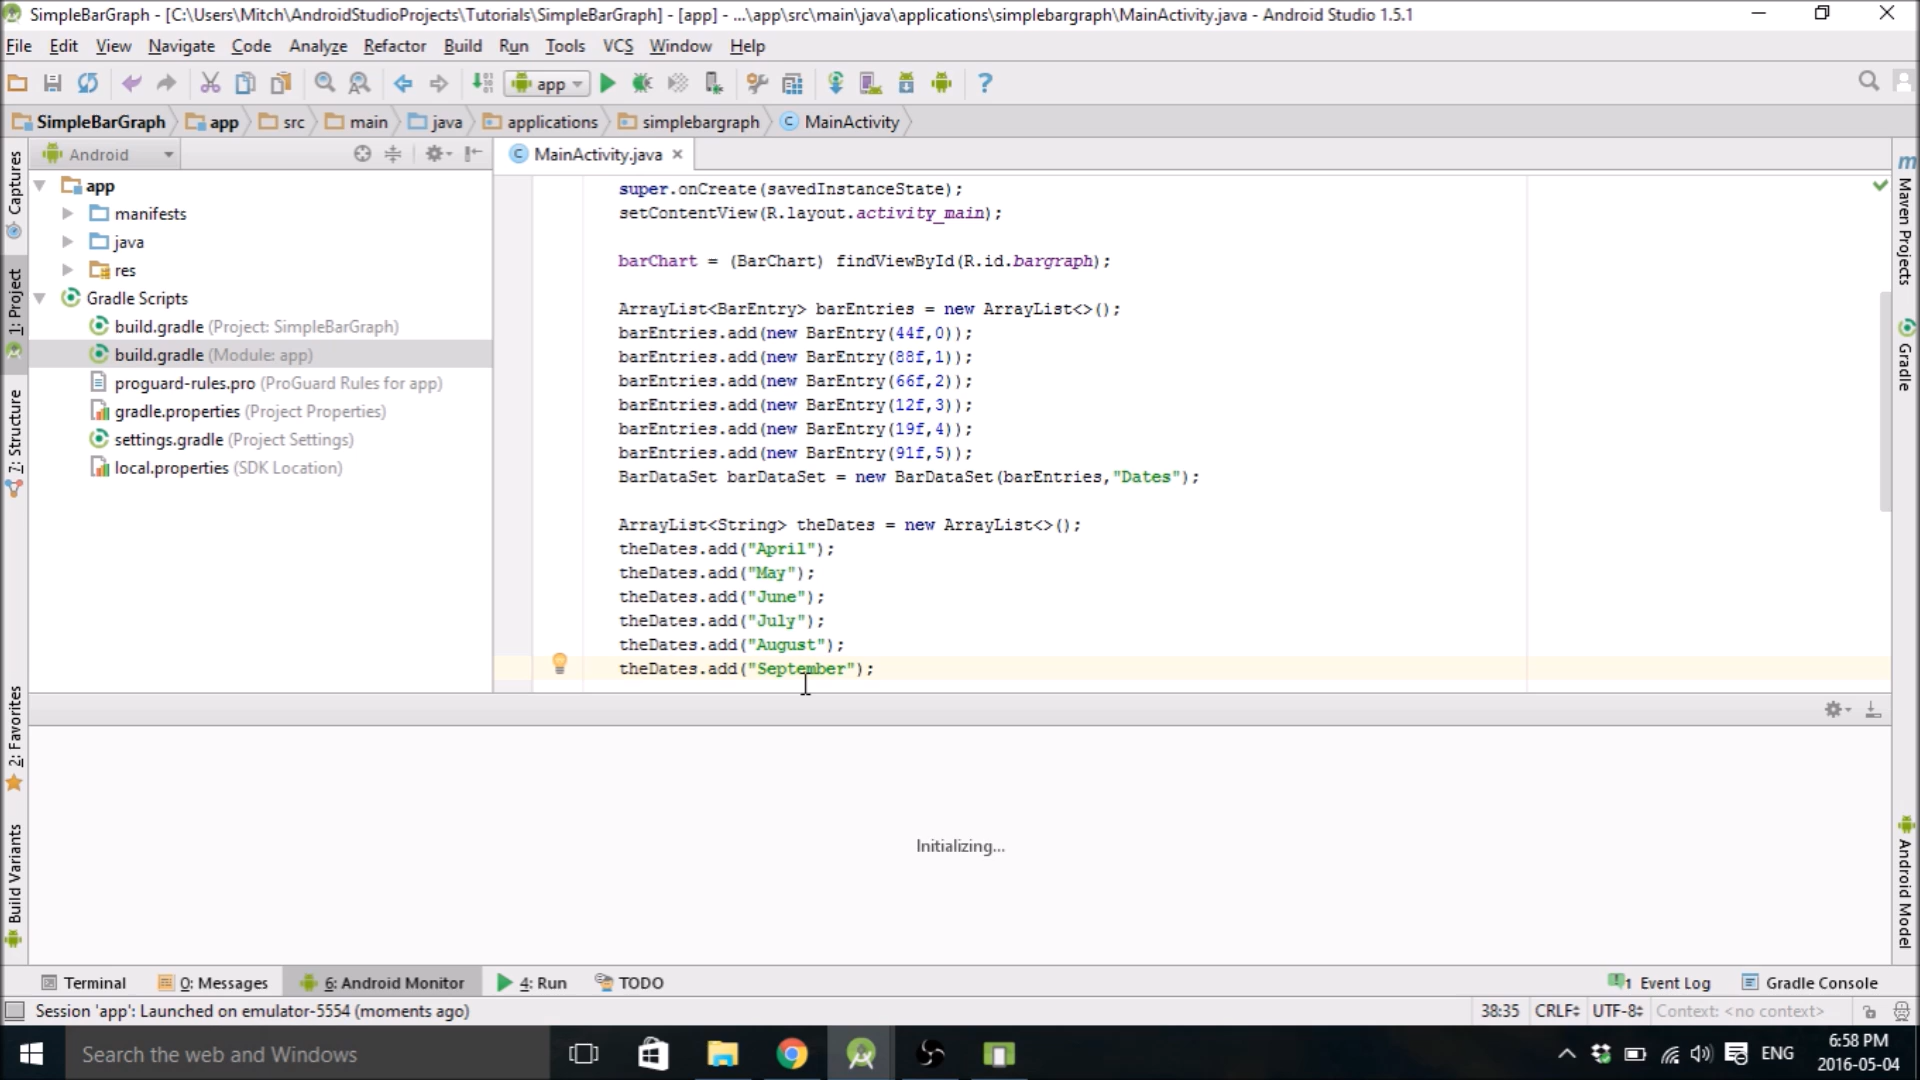 SimpleBarGraph - [C:\Users\Mitch\AndroidStudioProjects\Tutorials\SimpleBarGraph] - [app] - ...\app\src\main\java\applications\simplebargraph\MainActivity.java - Android Studio 1.5.1
File Edit View Navigate Code Analyze Refactor Build Run Tools VCS Window Help
app
SimpleBarGraph app src main java applications simplebargraph MainActivity
Android
MainActivity.java
app
manifests
java
res
Gradle Scripts
build.gradle (Project: SimpleBarGraph)
build.gradle (Module: app)
proguard-rules.pro (ProGuard Rules for app)
gradle.properties (Project Properties)
settings.gradle (Project Settings)
local.properties (SDK Location)
super.onCreate(savedInstanceState);
setContentView(R.layout.activity_main);
barChart = (BarChart) findViewById(R.id.bargraph);
ArrayList<BarEntry> barEntries = new ArrayList<>();
barEntries.add(new BarEntry(44f,0));
barEntries.add(new BarEntry(88f,1));
barEntries.add(new BarEntry(66f,2));
barEntries.add(new BarEntry(12f,3));
barEntries.add(new BarEntry(19f,4));
barEntries.add(new BarEntry(91f,5));
BarDataSet barDataSet = new BarDataSet(barEntries,"Dates");
ArrayList<String> theDates = new ArrayList<>();
theDates.add("April");
theDates.add("May");
theDates.add("June");
theDates.add("July");
theDates.add("August");
theDates.add("September");
Captures
1: Project
7: Structure
2: Favorites
Build Variants
Maven Projects
Gradle
Android Model
Initializing...
Terminal 0: Messages 6: Android Monitor 4: Run TODO
1 Event Log Gradle Console
Session 'app': Launched on emulator-5554 (moments ago)
38:35 CRLF UTF-8 Context: <no context>
Search the web and Windows
ENG
6:58 PM
2016-05-04